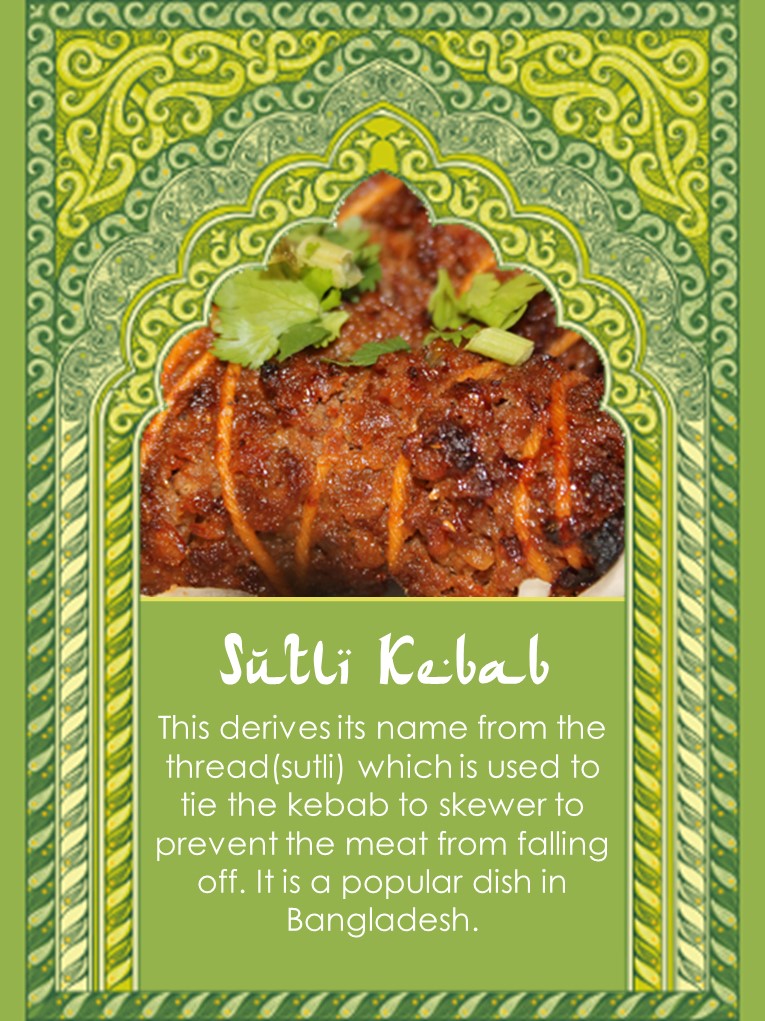 Sŭtlï Kebab
This derives its name from the
thread(sutli) which is used to
tie the kebab to skewer to
prevent the meat from falling
off. It is a popular dish in
Bangladesh.